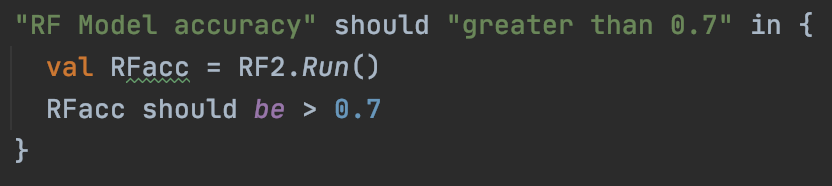 "RF Model accuracy" should "greater than 0.7" in {
val RFacc = RF2.Run()
RFacc should be > 0.7
}